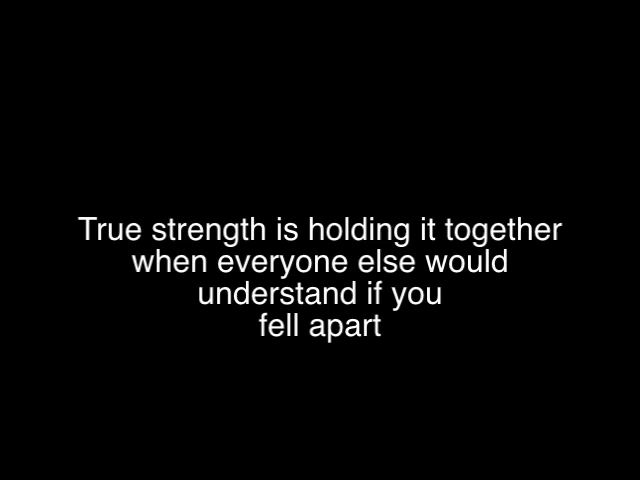 True strength is holding it together
when everyone else would
understand if you
fell apart